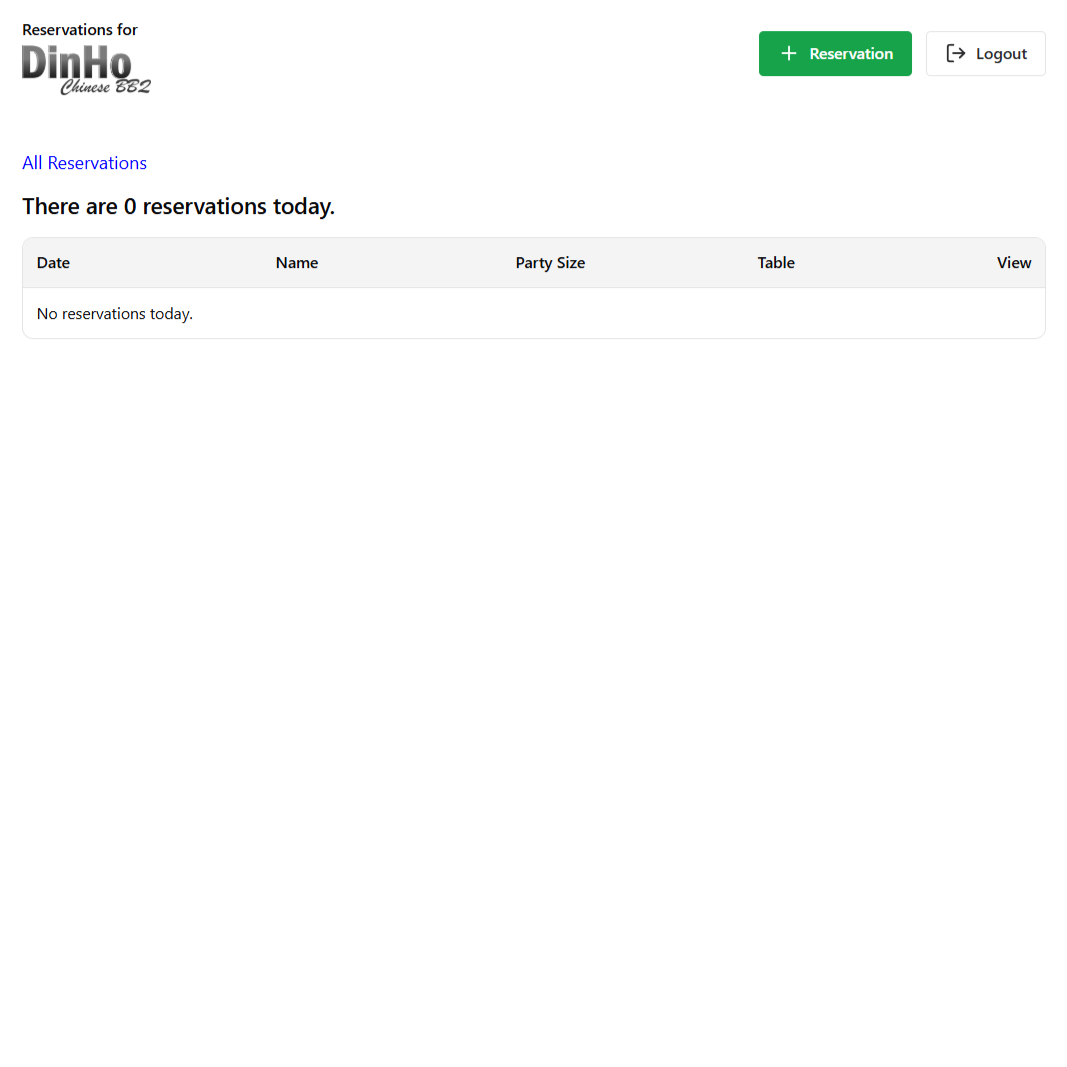 Reservations for
DinHo
Chinese BBQ
Reservation
Logout
All Reservations
There are 0 reservations today.
Date Name Party Size Table View
No reservations today.